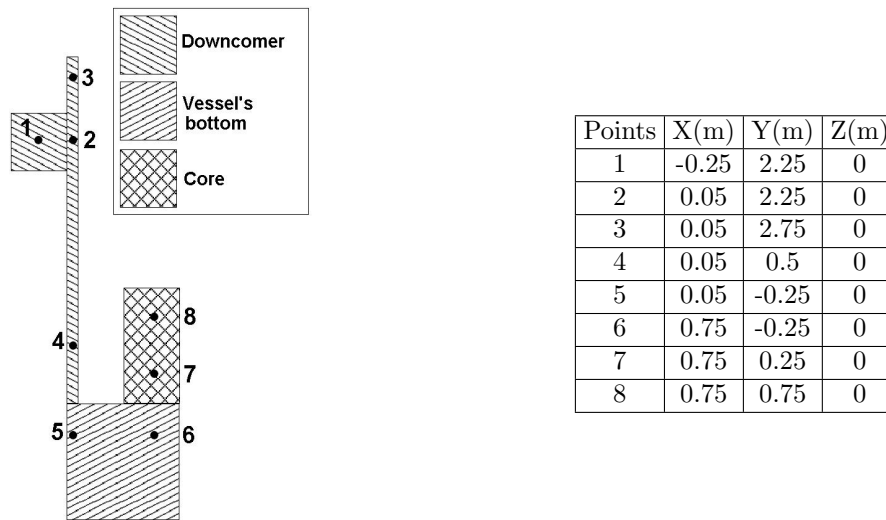 Downcomer
Vessel's
bottom
Core
3
1
2
8
4
7
5
6
Points X(m) Y(m) Z(m)
1 -0.25 2.25 0
2 0.05 2.25 0
3 0.05 2.75 0
4 0.05 0.5 0
5 0.05 -0.25 0
6 0.75 -0.25 0
7 0.75 0.25 0
8 0.75 0.75 0